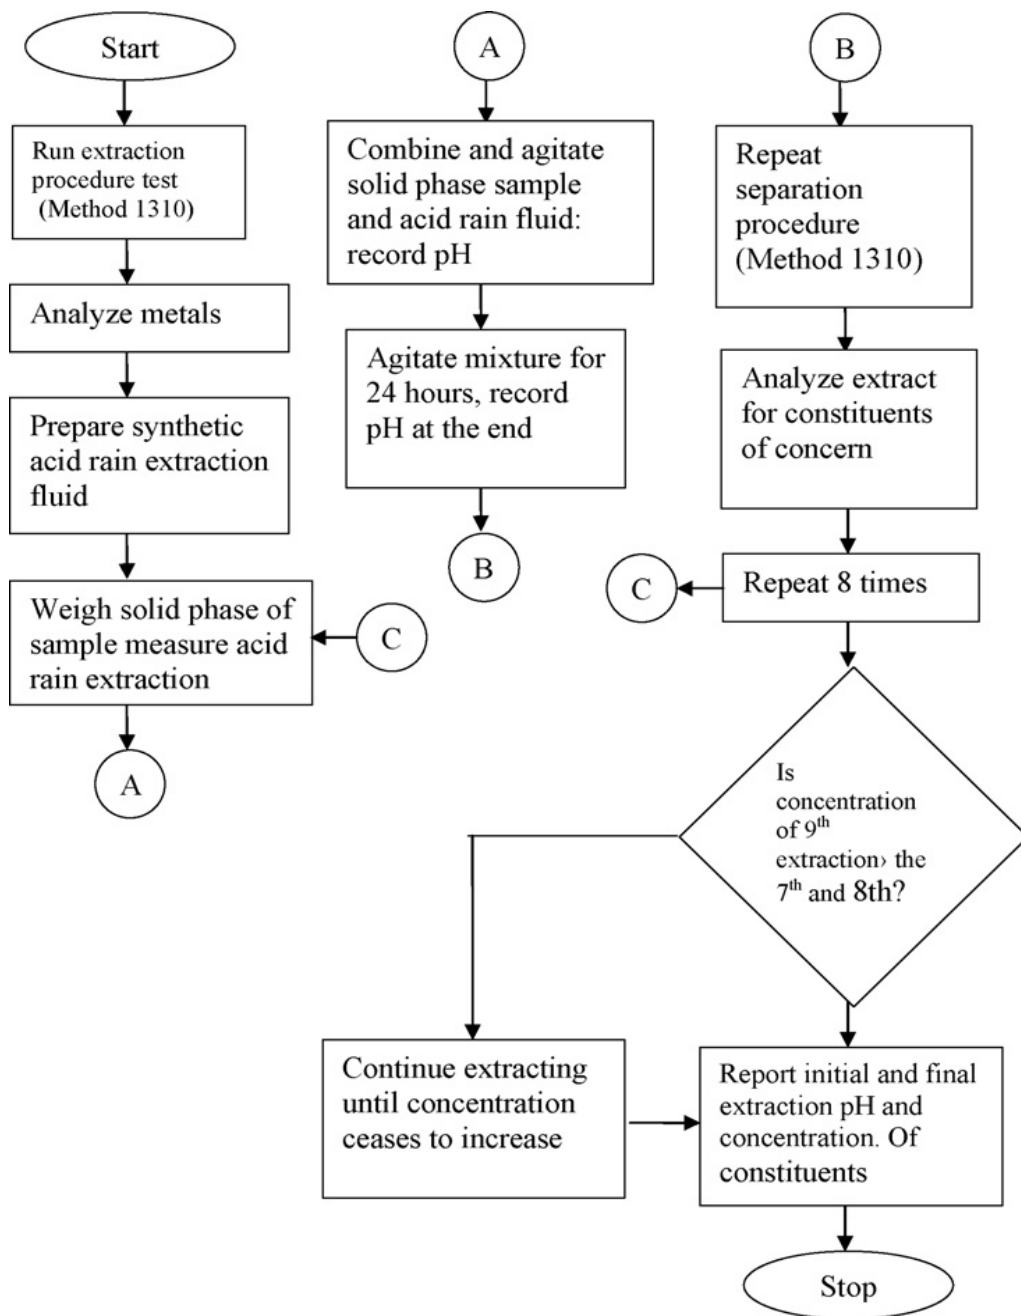 Start
Run extraction
procedure test
(Method 1310)
Analyze metals
Prepare synthetic
acid rain extraction
fluid
Weigh solid phase of
sample measure acid
rain extraction
C
A
A
Combine and agitate
solid phase sample
and acid rain fluid:
record pH
Agitate mixture for
24 hours, record
pH at the end
B
B
Repeat
separation
procedure
(Method 1310)
Analyze extract
for constituents
of concern
C
Repeat 8 times
Is
concentration
of 9th
extraction› the
7th and 8th?
Continue extracting
until concentration
ceases to increase
Report initial and final
extraction pH and
concentration. Of
constituents
Stop